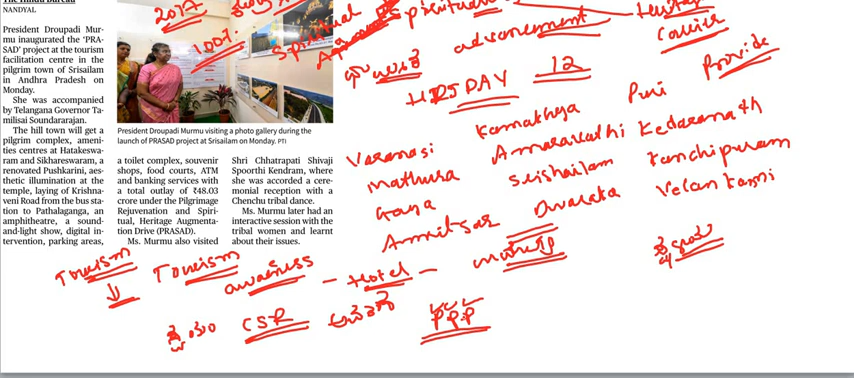 The Hindu Bureau
NANDYAL
President Droupadi Mur-
mu inaugurated the 'PRA-
SAD' project at the tourism
facilitation centre in the
pilgrim town of Srisailam
in Andhra Pradesh on
Monday.
She was accompanied
by Telangana Governor Ta-
milisai Soundararajan.
The hill town will get a
pilgrim complex, ameni-
ties centres at Hatakeswa-
ram and Sikhareswaram, a
renovated Pushkarini, aes-
thetic illumination at the
temple, laying of Krishna-
veni Road from the bus sta-
tion to Pathalaganga, an
amphitheatre, a sound-
and-light show, digital in-
tervention, parking areas,
President Droupadi Murmu visiting a photo gallery during the
launch of PRASAD project at Srisailam on Monday. PTI
a toilet complex, souvenir
shops, food courts, ATM
and banking services with
a total outlay of ₹48.03
crore under the Pilgrimage
Rejuvenation and Spiri-
tual, Heritage Augmenta-
tion Drive (PRASAD).
Ms. Murmu also visited
Shri Chhatrapati Shivaji
Spoorthi Kendram, where
she was accorded a cere-
monial reception with a
Chenchu tribal dance.
Ms. Murmu later had an
interactive session with the
tribal women and learnt
about their issues.
100%
Spiritual
advancement
Carrier
Provide
HRIDAY 12
Varanasi Kamakhya Puri
Mathura Amaravathi Kedaranath
Gaya Srishailam Kanchipuram
Amritsar Dwaraka Velankanni
Tourism Tourism awarness - Hotel -
CSR PPP